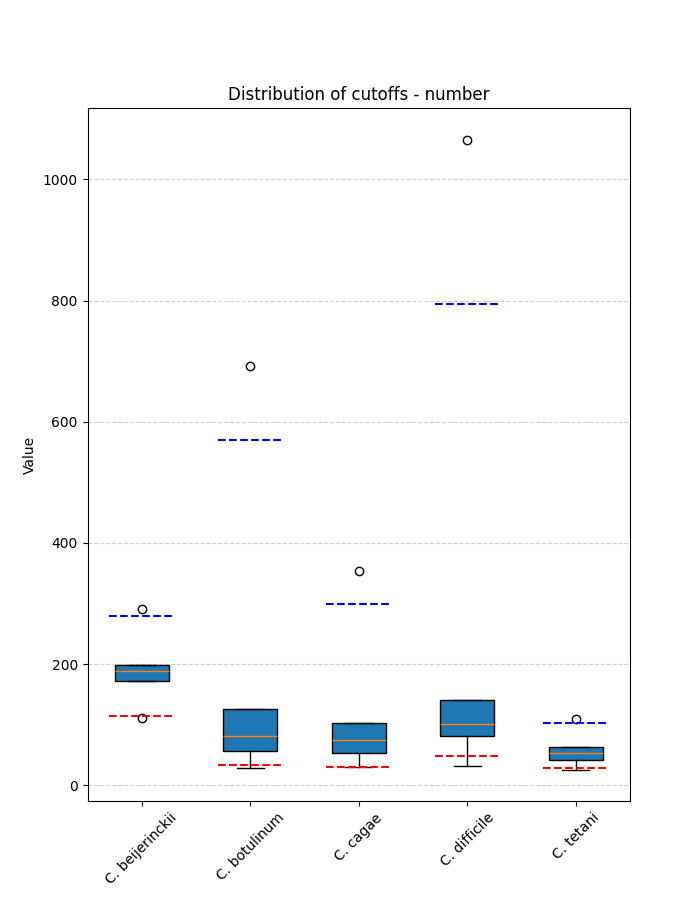 Distribution of cutoffs - number
1000
800
600
400
200
0
Value
C. beijerinckii
C. botulinum
C. cagae
C. difficile
C. tetani